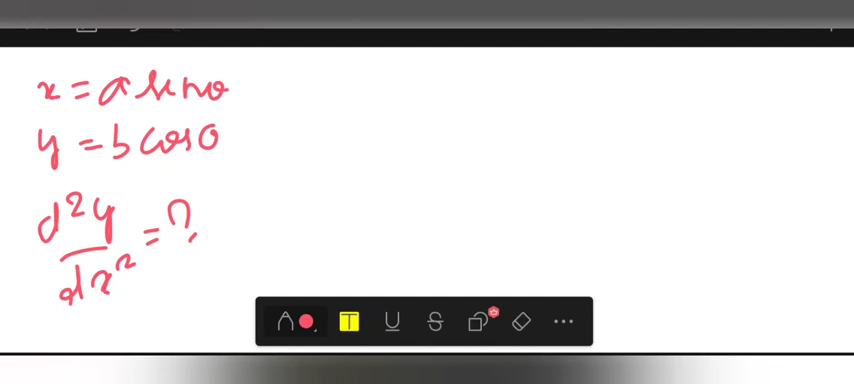 x = a sinθ
y = b cosθ
d²y/dx² = ?